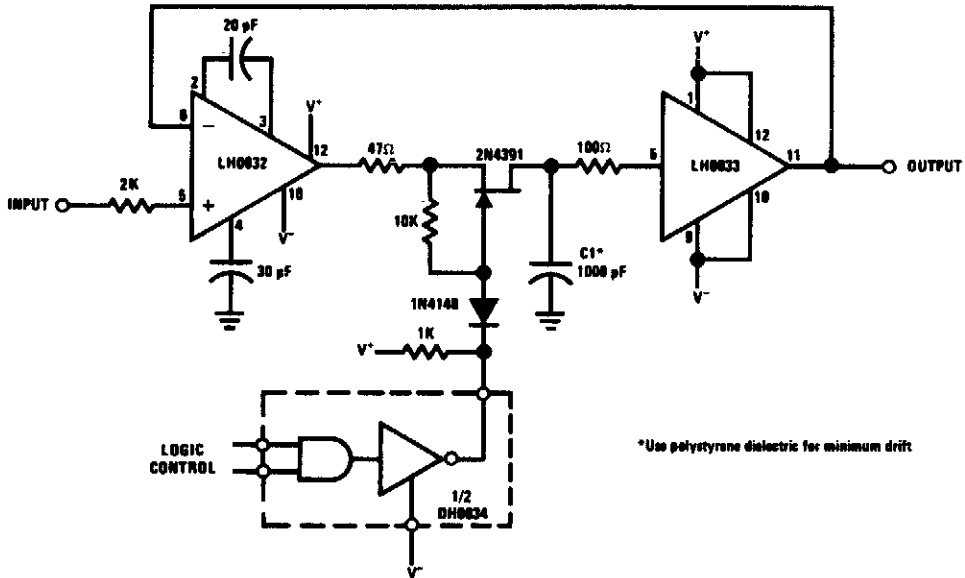 20 pF
2
3
V+
6
−
LH0032
12
47Ω
2N4391
100Ω
5
LH0033
V+
1
12
11
OUTPUT
10
9
V−
INPUT
2K
5
+
4
10
V−
10K
30 pF
C1*
1000 pF
1N4148
1K
V+
LOGIC
CONTROL
1/2
DH0034
V−
*Use polystyrene dielectric for minimum drift